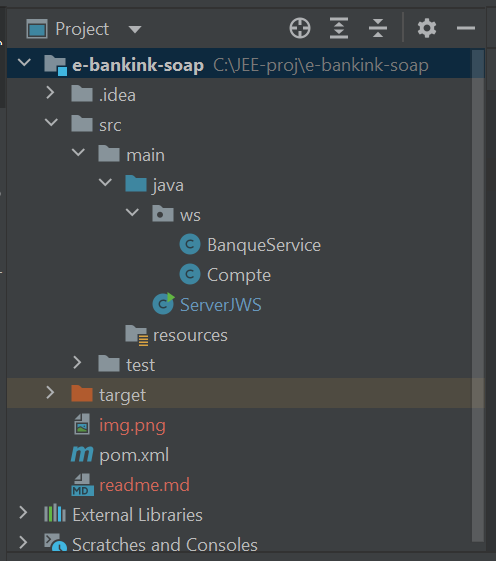 Project
e-bankink-soap C:\JEE-proj\e-bankink-soap
.idea
src
main
java
ws
C BanqueService
C Compte
C ServerJWS
resources
test
target
img.png
m pom.xml
MD readme.md
External Libraries
Scratches and Consoles